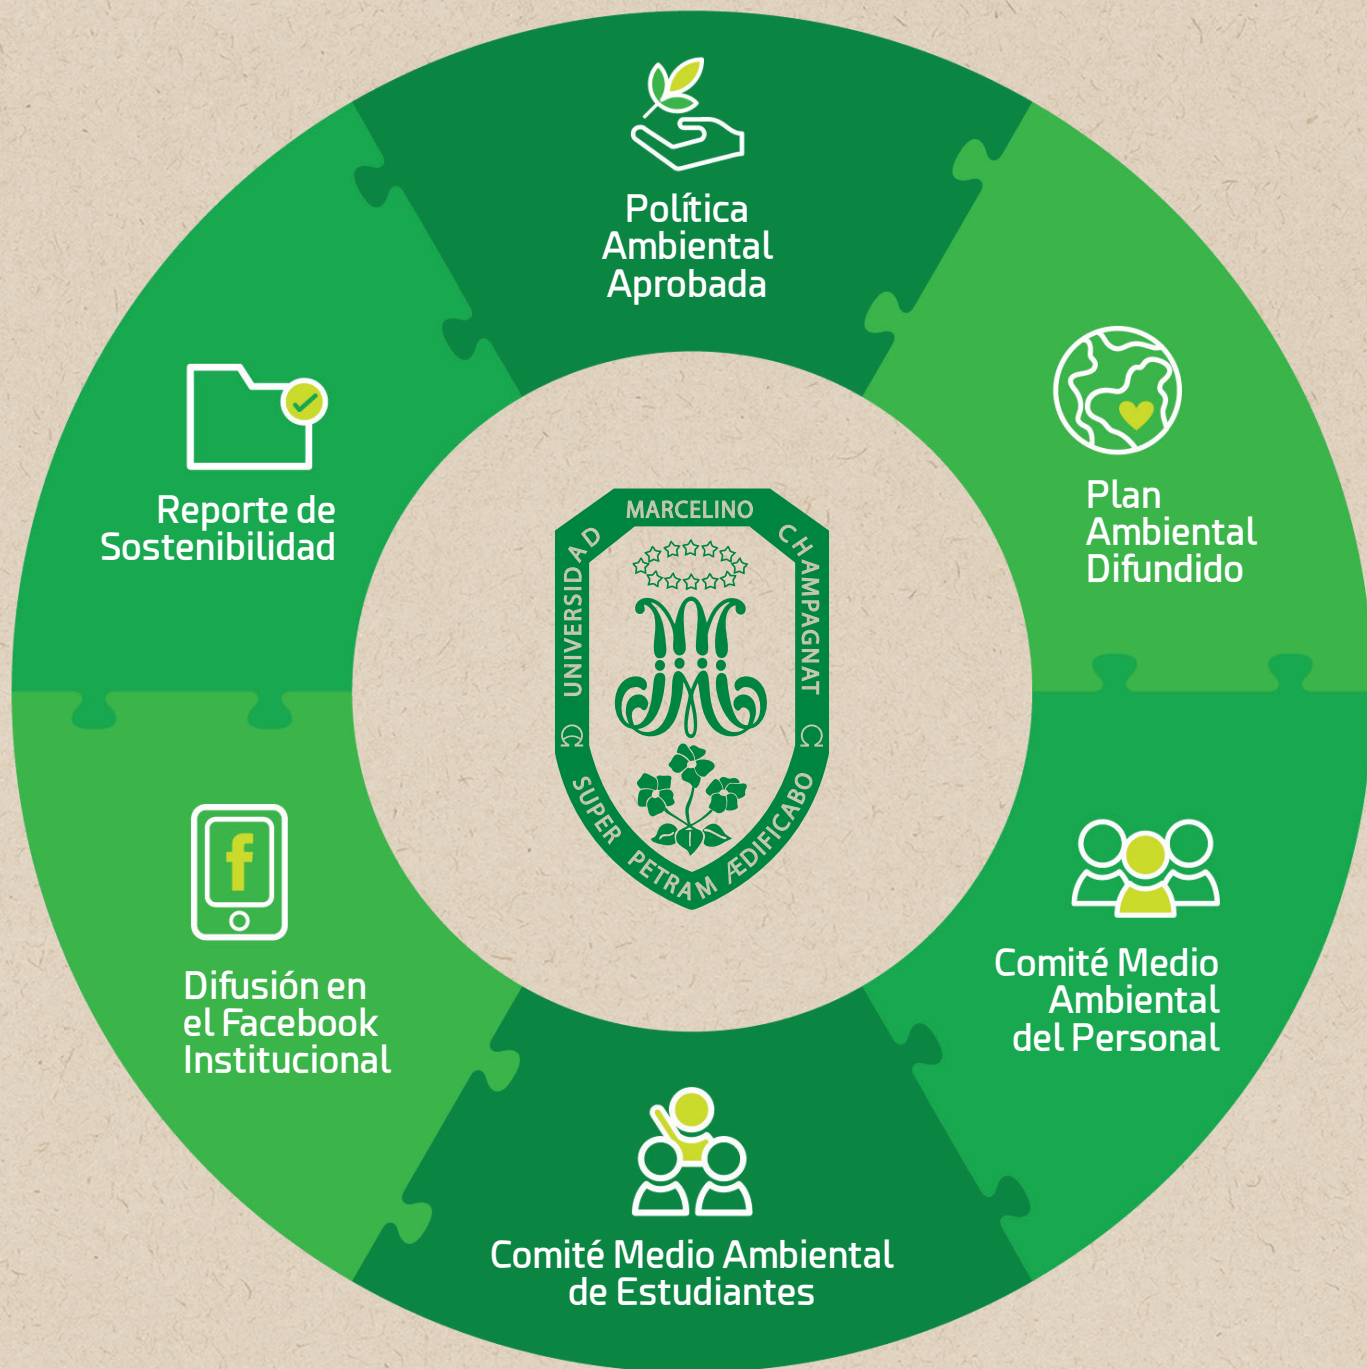 Política
Ambiental
Aprobada
Plan
Ambiental
Difundido
Comité Medio
Ambiental
del Personal
Comité Medio Ambiental
de Estudiantes
Difusión en
el Facebook
Institucional
Reporte de
Sostenibilidad
UNIVERSIDAD MARCELINO CHAMPAGNAT
SUPER PETRAM ÆDIFICABO